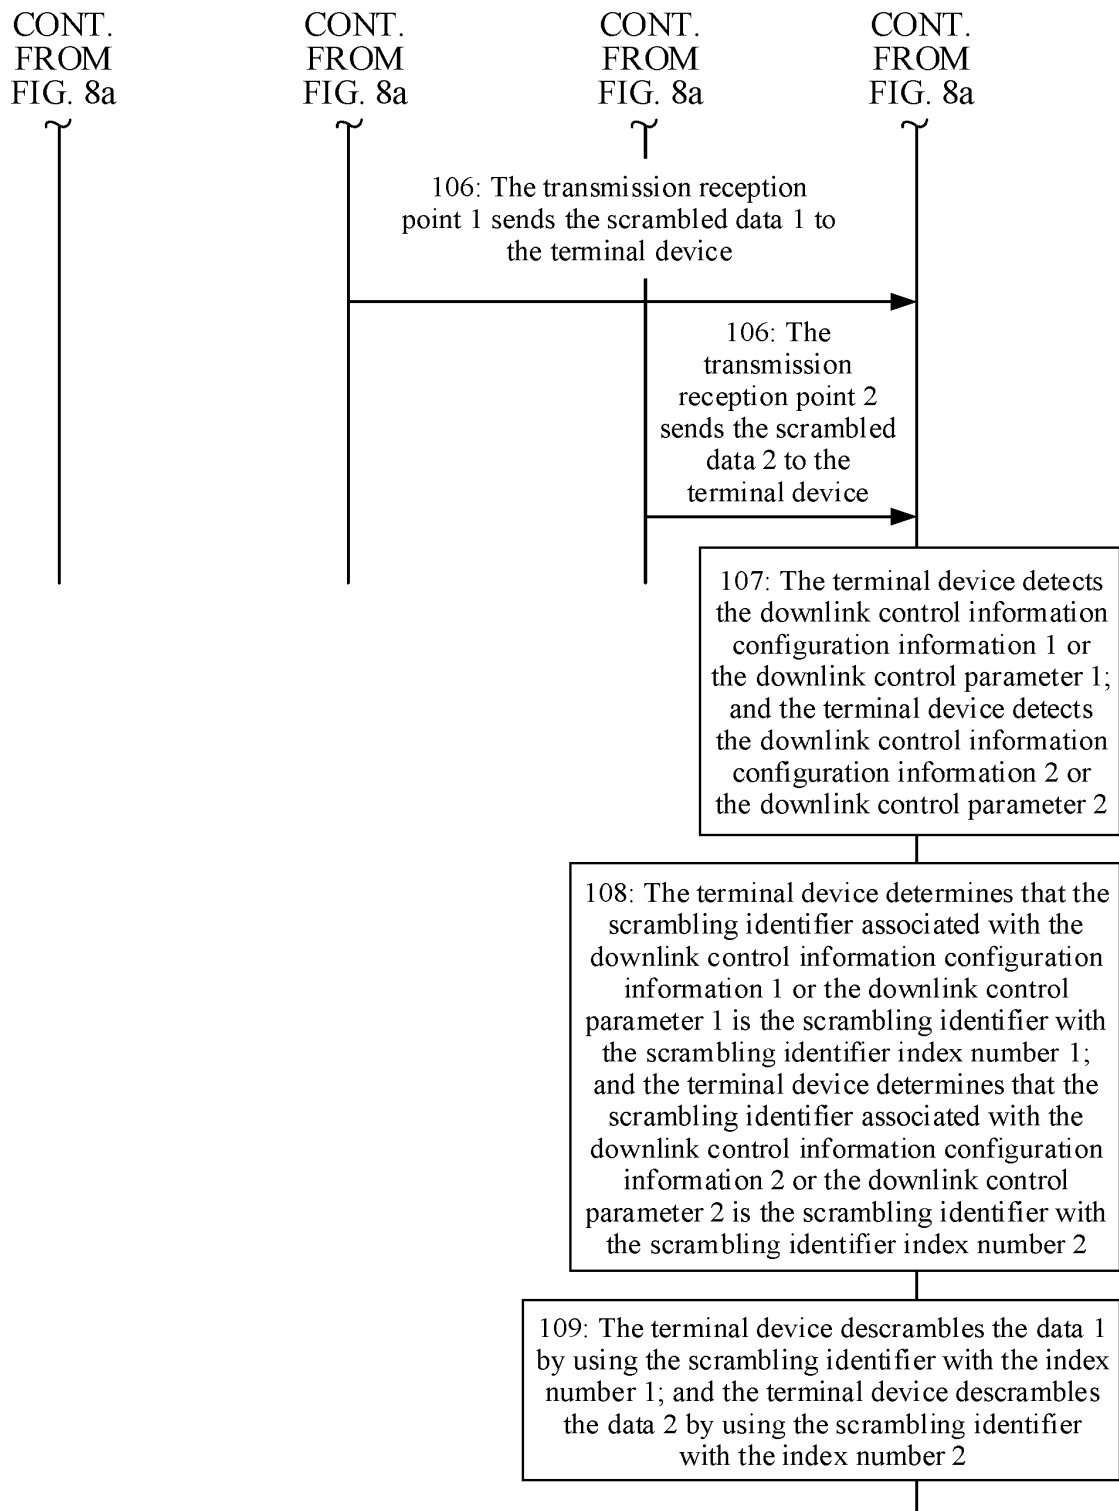 CONT.
FROM
FIG. 8a
CONT.
FROM
FIG. 8a
CONT.
FROM
FIG. 8a
CONT.
FROM
FIG. 8a
106: The transmission reception
point 1 sends the scrambled data 1 to
the terminal device
106: The
transmission
reception point 2
sends the scrambled
data 2 to the
terminal device
107: The terminal device detects
the downlink control information
configuration information 1 or
the downlink control parameter 1;
and the terminal device detects
the downlink control information
configuration information 2 or
the downlink control parameter 2
108: The terminal device determines that the
scrambling identifier associated with the
downlink control information configuration
information 1 or the downlink control
parameter 1 is the scrambling identifier with
the scrambling identifier index number 1;
and the terminal device determines that the
scrambling identifier associated with the
downlink control information configuration
information 2 or the downlink control
parameter 2 is the scrambling identifier with
the scrambling identifier index number 2
109: The terminal device descrambles the data 1
by using the scrambling identifier with the index
number 1; and the terminal device descrambles
the data 2 by using the scrambling identifier
with the index number 2